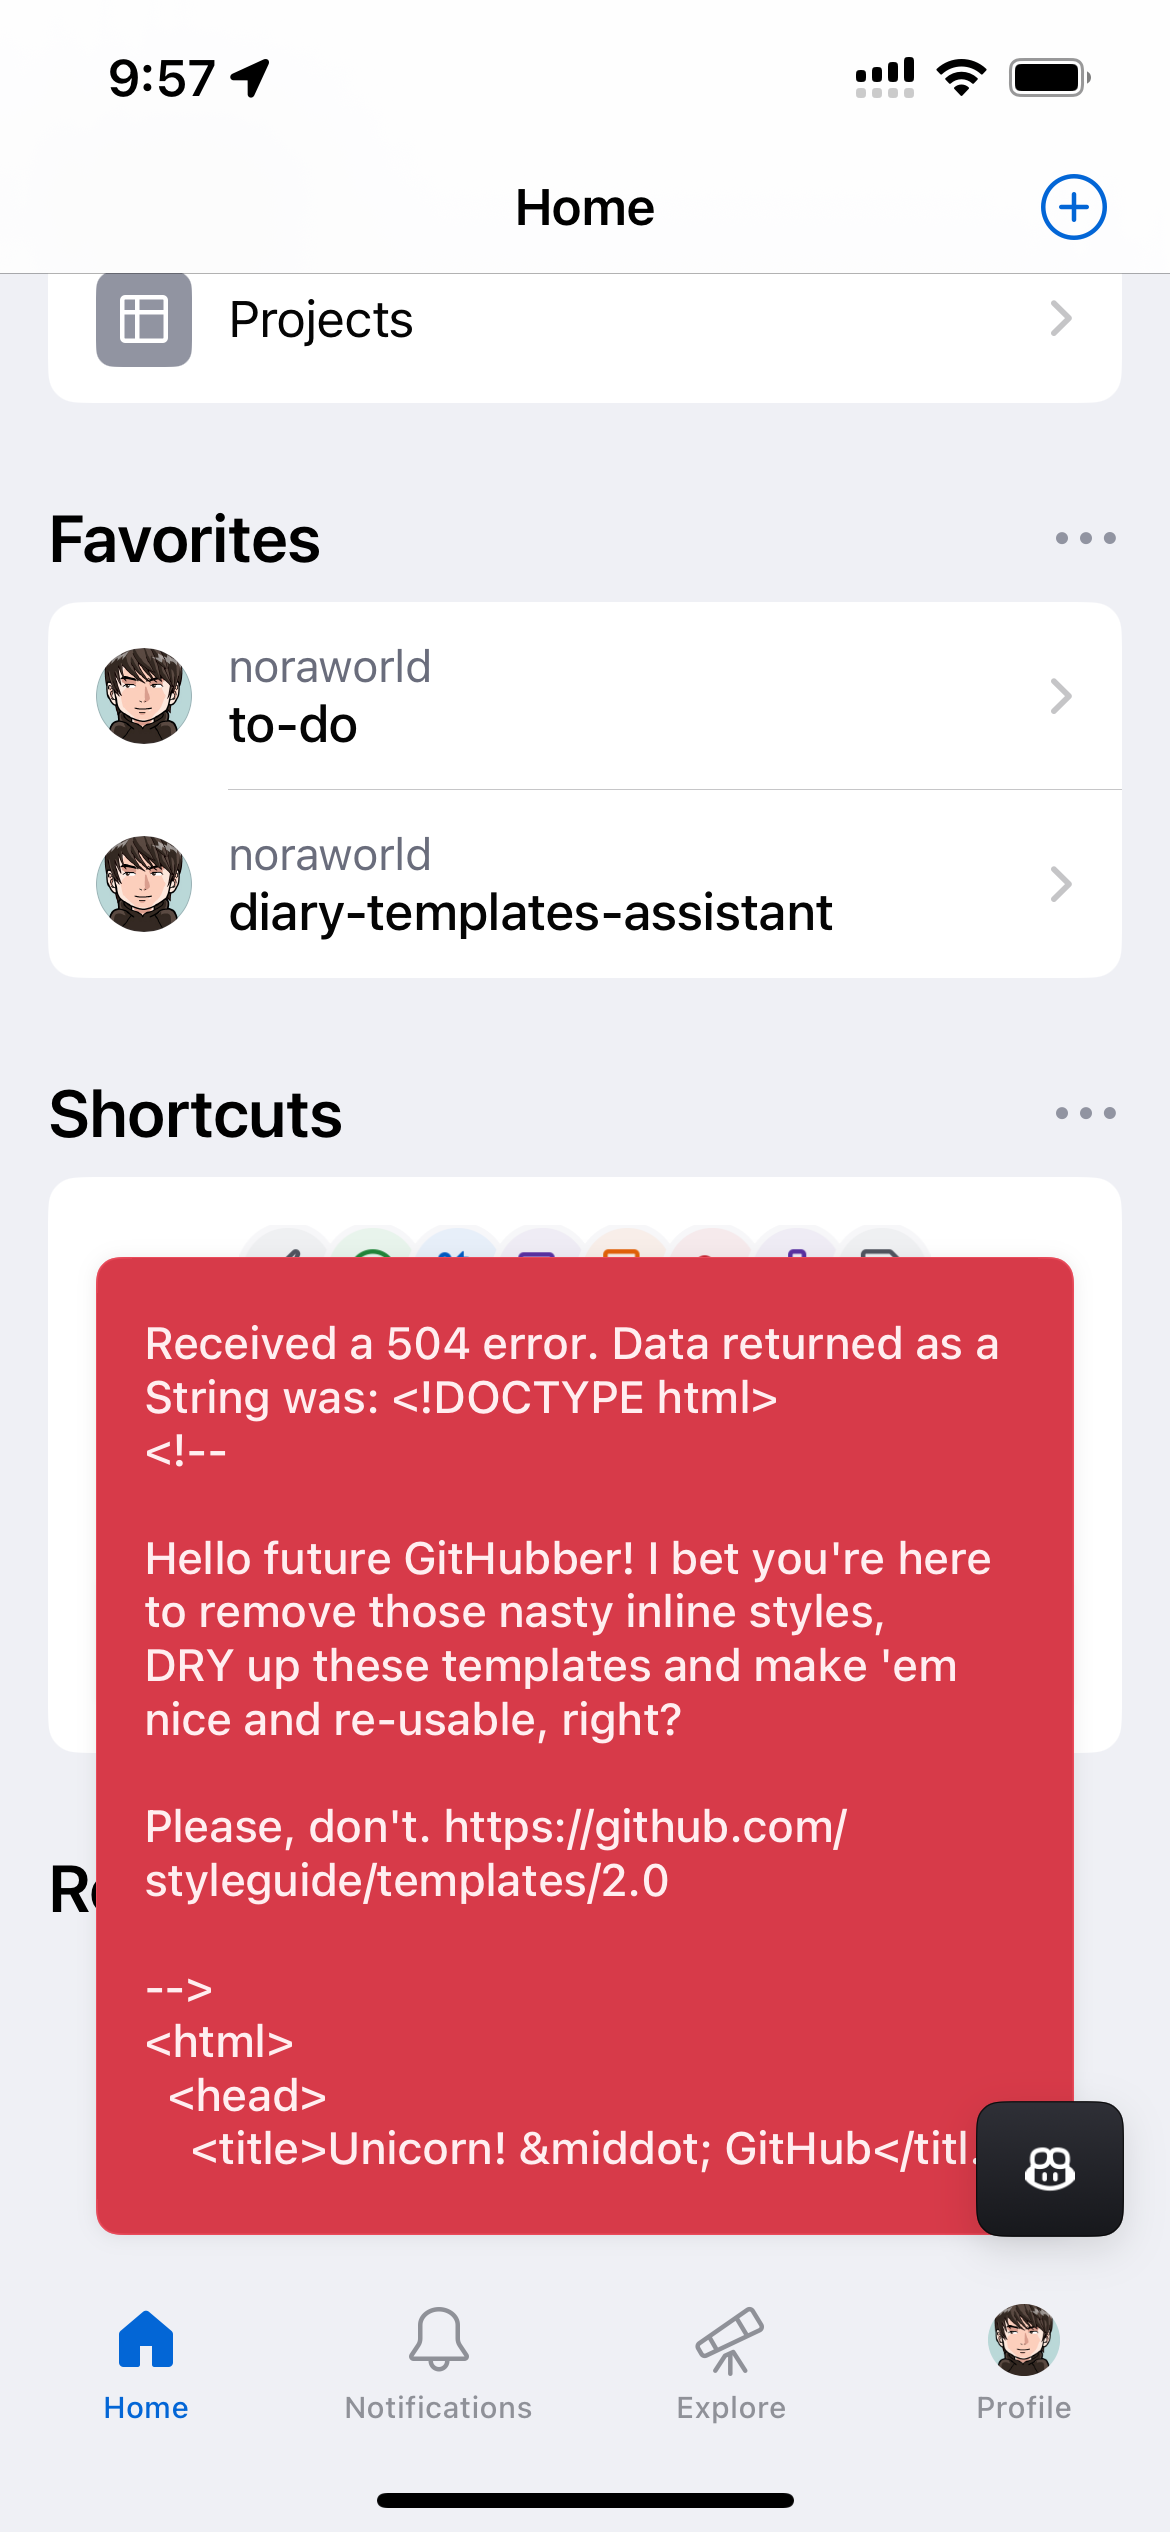 9:57
Home
Projects
Favorites
noraworld
to-do
noraworld
diary-templates-assistant
Shortcuts
Received a 504 error. Data returned as a
String was: <!DOCTYPE html>
<!--
Hello future GitHubber! I bet you're here
to remove those nasty inline styles,
DRY up these templates and make 'em
nice and re-usable, right?
Please, don't. https://github.com/
styleguide/templates/2.0
-->
<html>
<head>
<title>Unicorn! &middot; GitHub</titl.
Home
Notifications
Explore
Profile